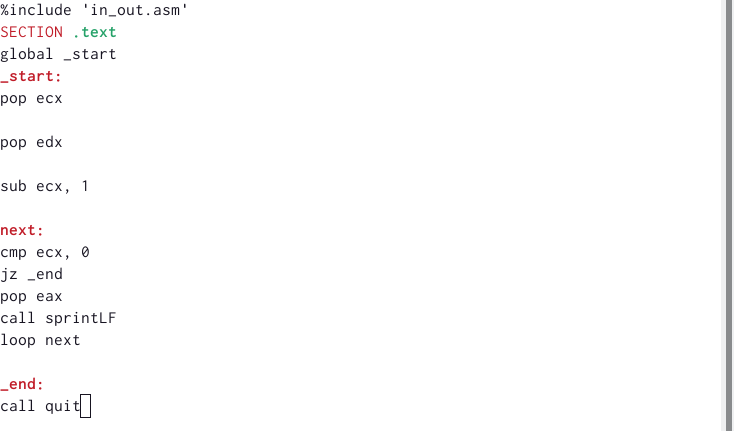 %include 'in_out.asm'
SECTION .text
global _start
_start:
pop ecx
pop edx
sub ecx, 1
next:
cmp ecx, 0
jz _end
pop eax
call sprintLF
loop next
_end:
call quit